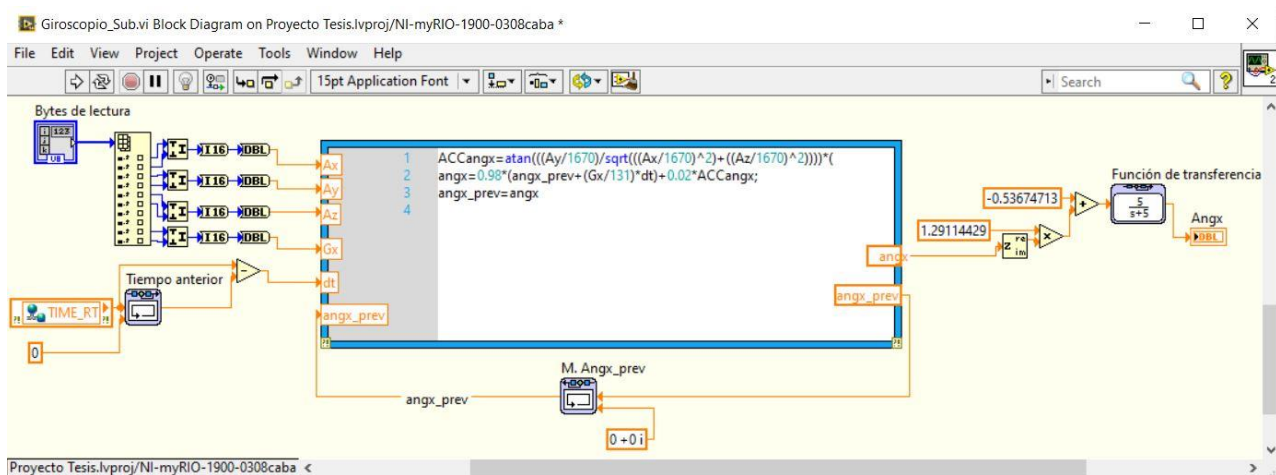 Giroscopio_Sub.vi Block Diagram on Proyecto Tesis.lvproj/NI-myRIO-1900-0308caba *
File Edit View Project Operate Tools Window Help
15pt Application Font
Search
2
Bytes de lectura
123
U8
I16 DBL
I16 DBL
I16 DBL
I16 DBL
Ax
Ay
Az
Gx
dt
angx_prev
1 ACCangx=atan(((Ay/1670)/sqrt(((Ax/1670)^2)+((Az/1670)^2))))*(
2 angx=0.98*(angx_prev+(Gx/131)*dt)+0.02*ACCangx;
3 angx_prev=angx
4
angx
angx_prev
Tiempo anterior
TIME_RT
0
M. Angx_prev
angx_prev
0 +0 i
-0.53674713
1.29114429
z re im
Función de transferencia
5
s+5
Angx
DBL
Proyecto Tesis.lvproj/NI-myRIO-1900-0308caba